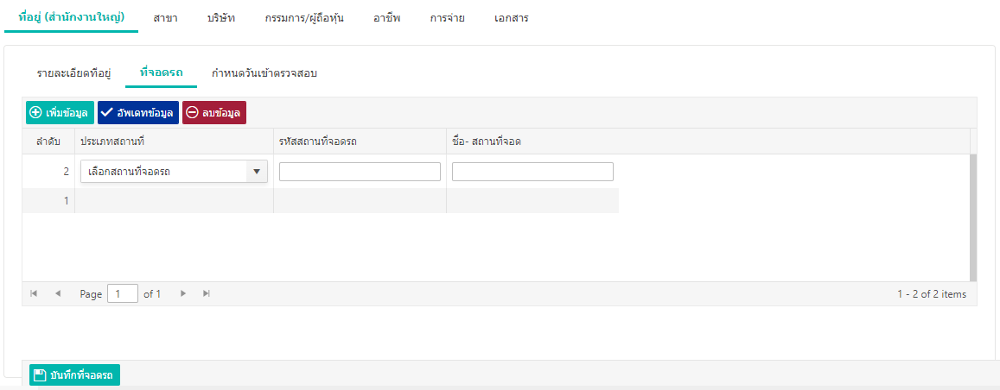 ที่อยู่ (สำนักงานใหญ่) สาขา บริษัท กรรมการ/ผู้ถือหุ้น อาชีพ การจ่าย เอกสาร
รายละเอียดที่อยู่ ที่จอดรถ กำหนดวันเข้าตรวจสอบ
เพิ่มข้อมูล อัพเดทข้อมูล ลบข้อมูล
ลำดับ ประเภทสถานที่ รหัสสถานที่จอดรถ ชื่อ- สถานที่จอด
2 เลือกสถานที่จอดรถ
1
Page 1 of 1 1 - 2 of 2 items
บันทึกที่จอดรถ